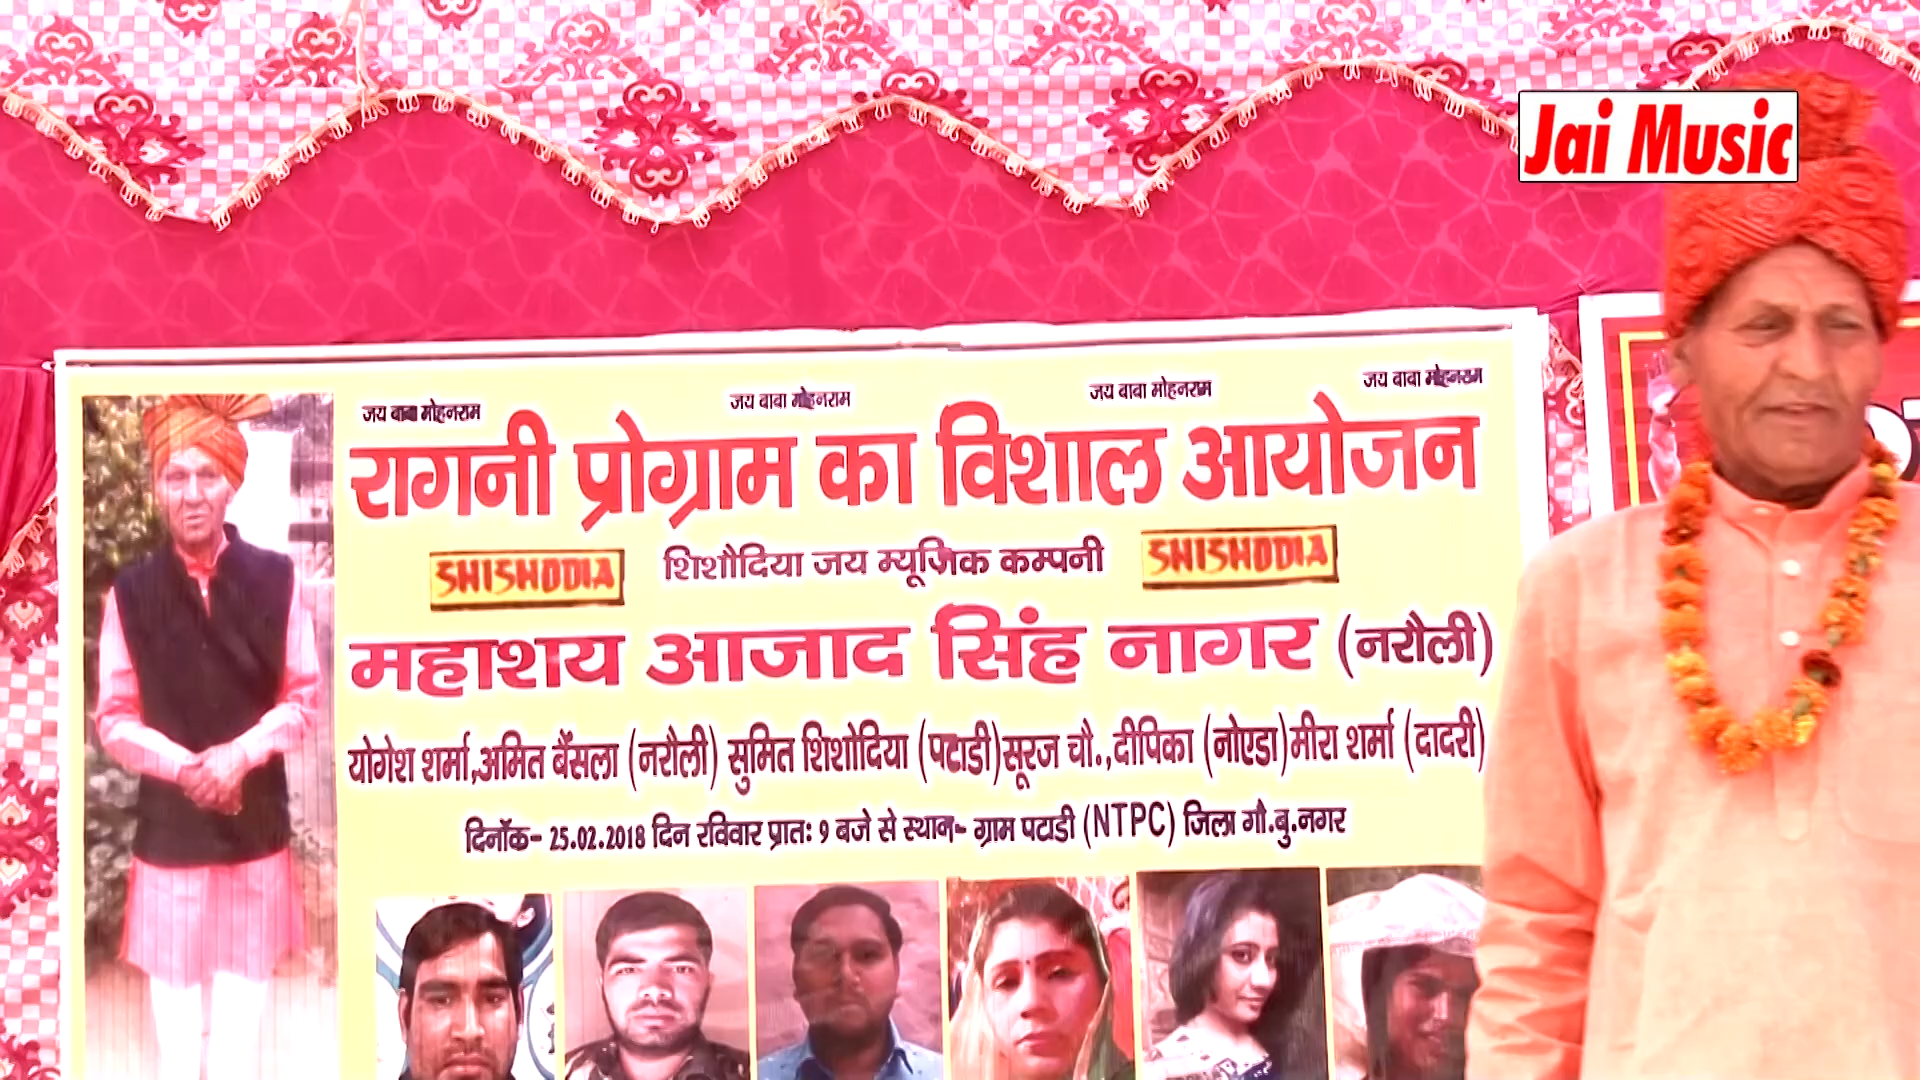 Jai Music
जय बाबा मोहनराम जय बाबा मोहनराम जय बाबा मोहनराम जय बाबा मोहनराम
रागनी प्रोग्राम का विशाल आयोजन
SHISHODIA शिशौदिया जय म्यूजिक कम्पनी SHISHODIA
महाशय आजाद सिंह नागर (नरौली)
योगेश शर्मा,अमित बैंसला (नरौली) सुमित शिशोदिया (पटाडी)सूरज चौ.,दीपिका (नोएडा)मीरा शर्मा (दादरी)
दिनॉक- 25.02.2018 दिन रविवार प्रातः 9 बजे से स्थान- ग्राम पटाडी (NTPC) जिला गौ.बु.नगर